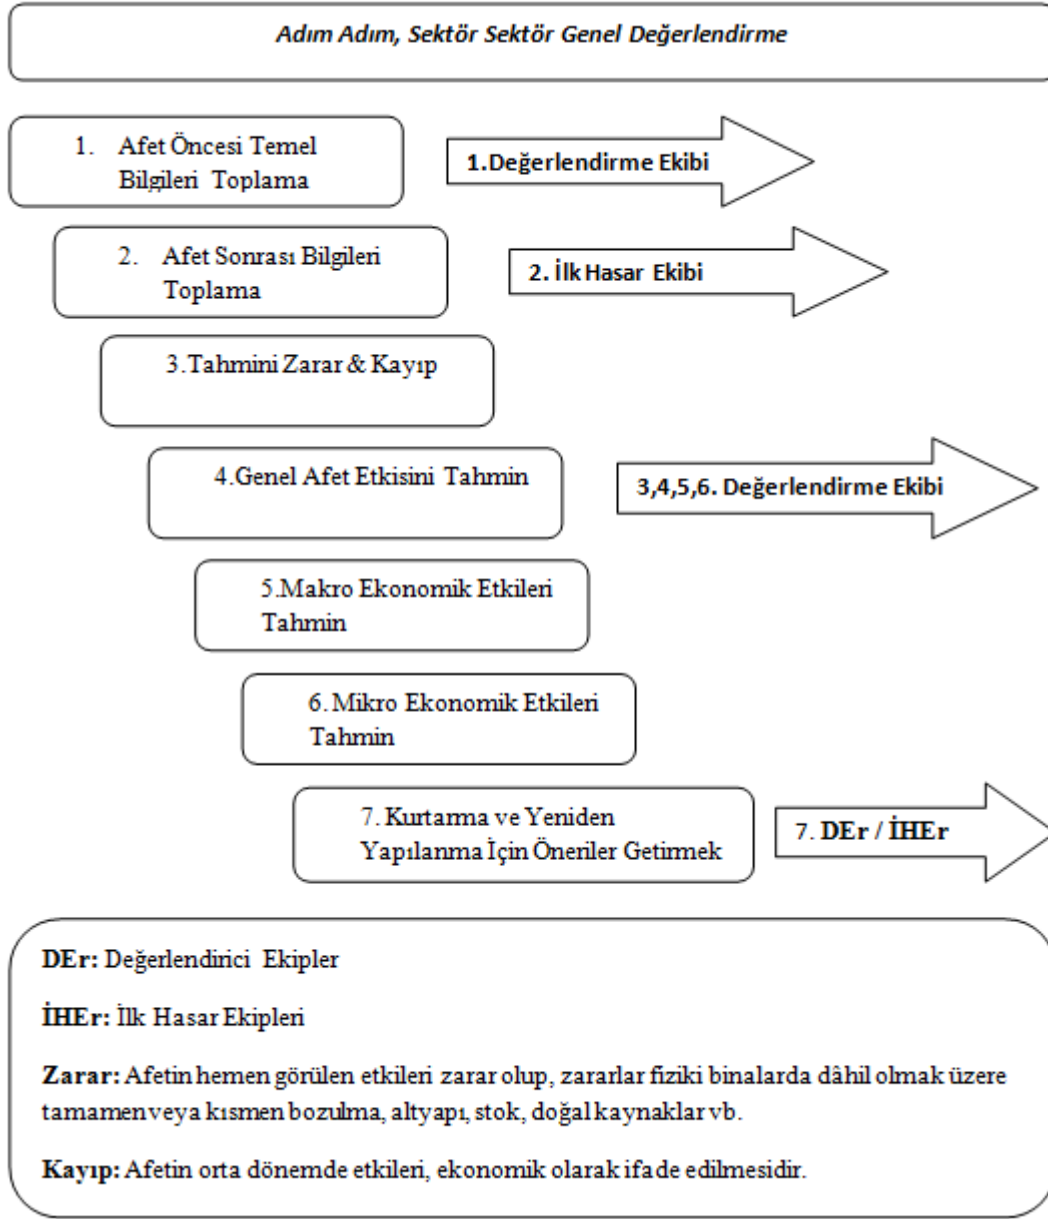 Adım Adım, Sektör Sektör Genel Değerlendirme
1. Afet Öncesi Temel
Bilgileri Toplama
1.Değerlendirme Ekibi
2. Afet Sonrası Bilgileri
Toplama
2. İlk Hasar Ekibi
3.Tahmini Zarar & Kayıp
4.Genel Afet Etkisini Tahmin
3,4,5,6. Değerlendirme Ekibi
5.Makro Ekonomik Etkileri
Tahmin
6. Mikro Ekonomik Etkileri
Tahmin
7. Kurtarma ve Yeniden
Yapılanma İçin Öneriler Getirmek
7. DEr / İHEr
DEr: Değerlendirici Ekipler
İHEr: İlk Hasar Ekipleri
Zarar: Afetin hemen görülen etkileri zarar olup, zararlar fiziki binalarda dâhil olmak üzere
tamamen veya kısmen bozulma, altyapı, stok, doğal kaynaklar vb.
Kayıp: Afetin orta dönemde etkileri, ekonomik olarak ifade edilmesidir.